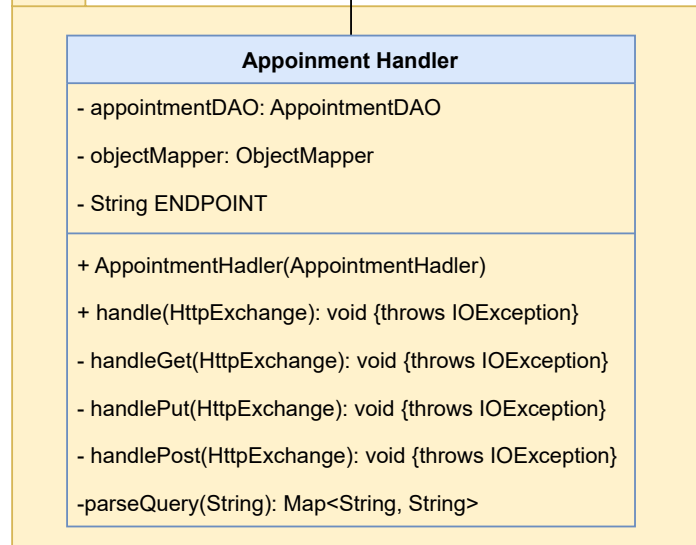 Appoinment Handler
- appointmentDAO: AppointmentDAO
- objectMapper: ObjectMapper
- String ENDPOINT
+ AppointmentHadler(AppointmentHadler)
+ handle(HttpExchange): void {throws IOException}
- handleGet(HttpExchange): void {throws IOException}
- handlePut(HttpExchange): void {throws IOException}
- handlePost(HttpExchange): void {throws IOException}
-parseQuery(String): Map<String, String>